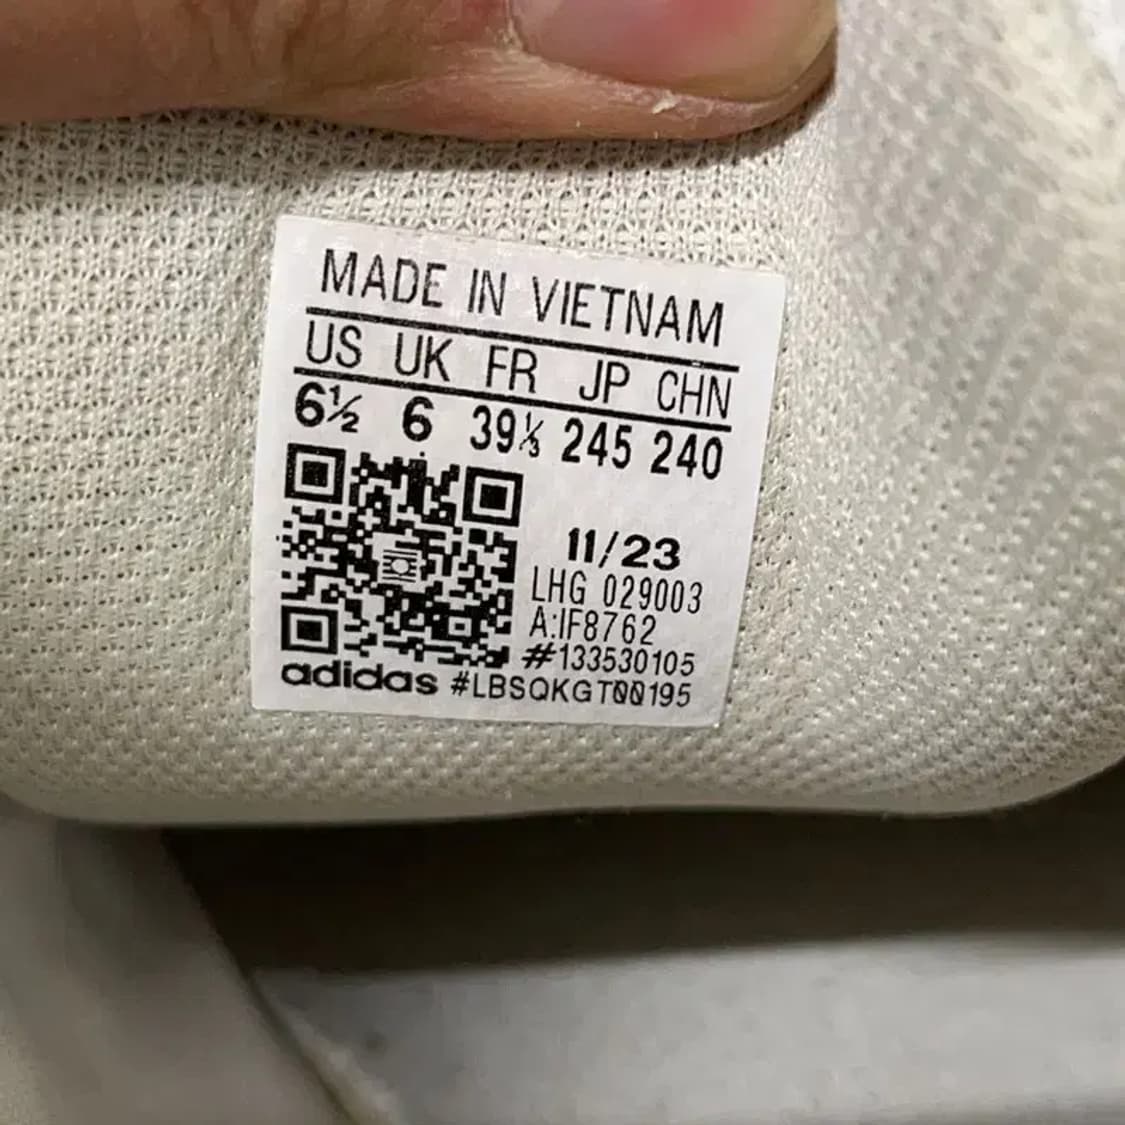 MADE IN VIETNAM
US UK FR JP CHN
6½ 6 39⅓ 245 240
11/23
LHG 029003
A:IF8762
#133530105
adidas #LBSQKGT00195